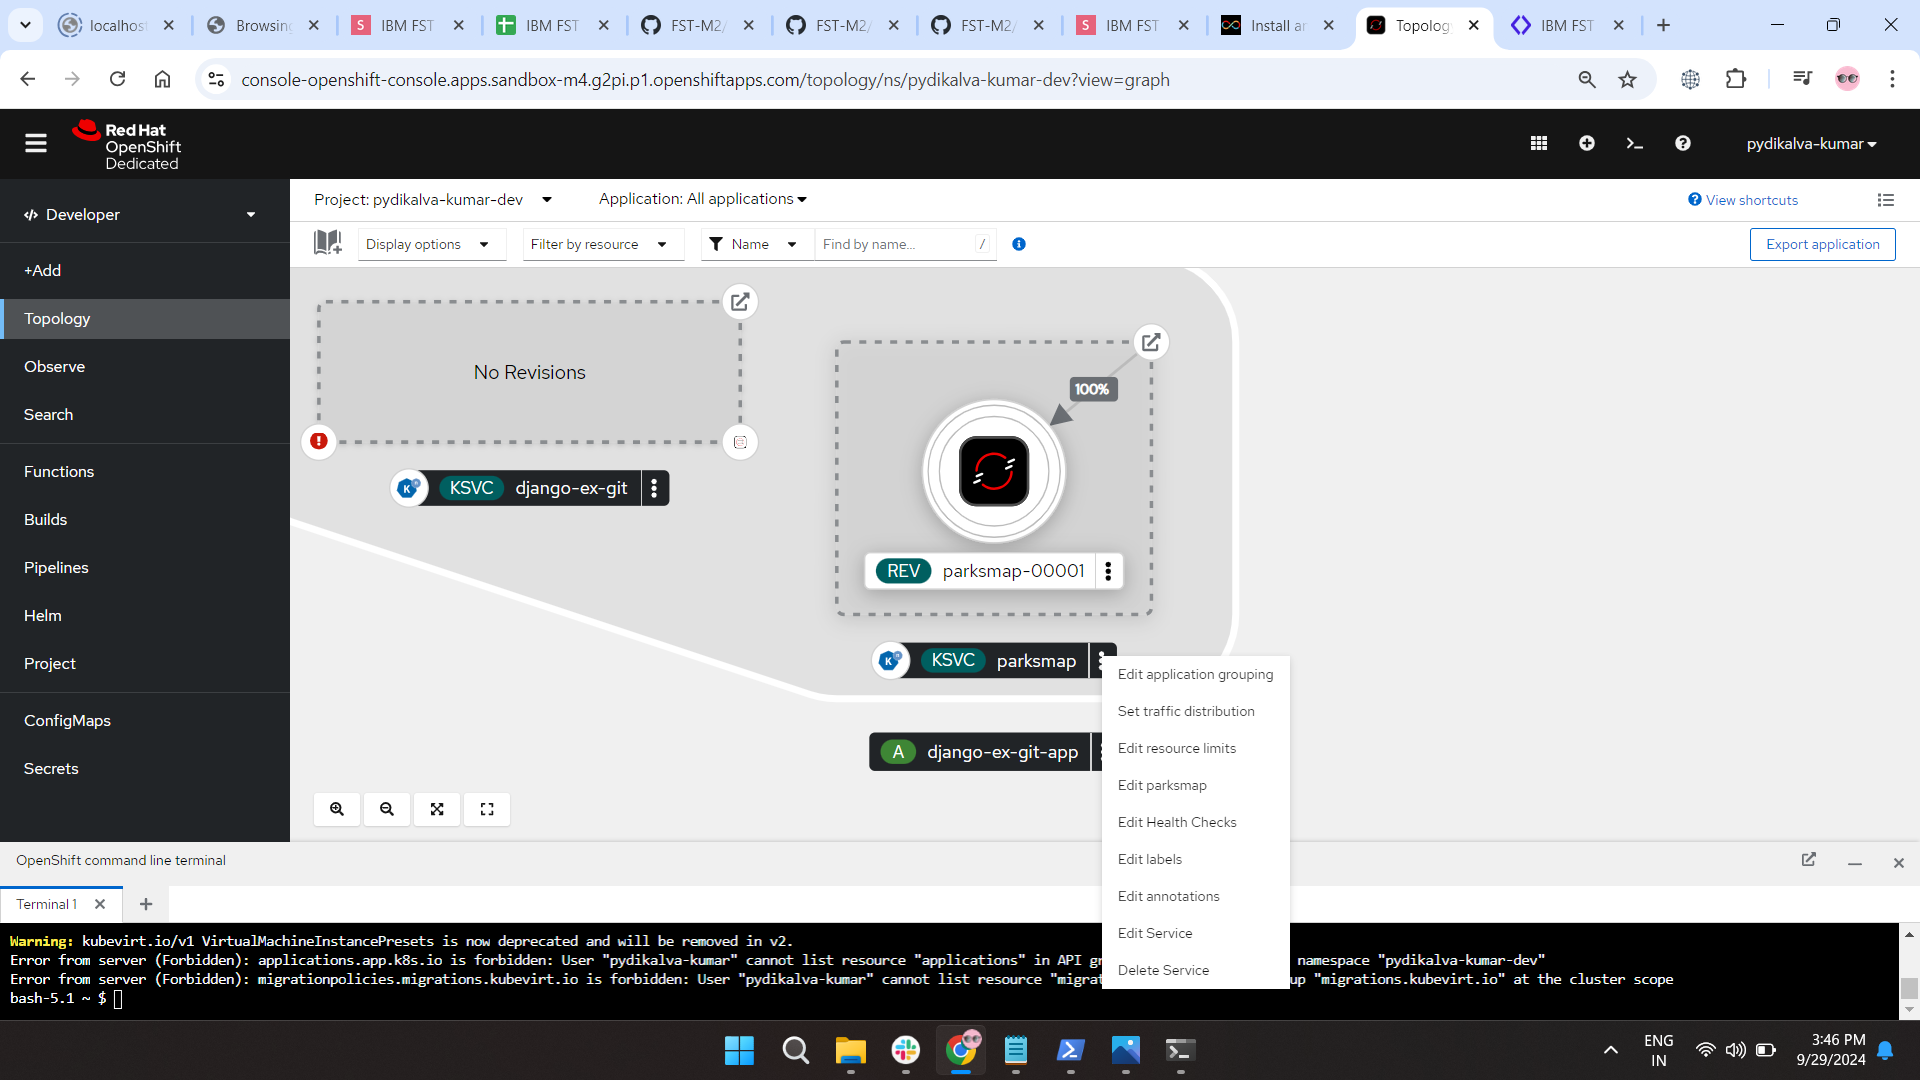 localhost
Browsing
IBM FST
IBM FST
FST-M2/
FST-M2/
FST-M2/
IBM FST
Install an
Topology
IBM FST
console-openshift-console.apps.sandbox-m4.g2pi.p1.openshiftapps.com/topology/ns/pydikalva-kumar-dev?view=graph
Red Hat
OpenShift
Dedicated
pydikalva-kumar
Developer
+Add
Topology
Observe
Search
Functions
Builds
Pipelines
Helm
Project
ConfigMaps
Secrets
Project: pydikalva-kumar-dev
Application: All applications
View shortcuts
Display options
Filter by resource
Name
Find by name...
/
Export application
No Revisions
KSVC django-ex-git
100%
REV parksmap-00001
KSVC parksmap
A django-ex-git-app
Edit application grouping
Set traffic distribution
Edit resource limits
Edit parksmap
Edit Health Checks
Edit labels
Edit annotations
Edit Service
Delete Service
OpenShift command line terminal
Terminal 1
Warning: kubevirt.io/v1 VirtualMachineInstancePresets is now deprecated and will be removed in v2.
Error from server (Forbidden): applications.app.k8s.io is forbidden: User "pydikalva-kumar" cannot list resource "applications" in API gr namespace "pydikalva-kumar-dev"
Error from server (Forbidden): migrationpolicies.migrations.kubevirt.io is forbidden: User "pydikalva-kumar" cannot list resource "migrat up "migrations.kubevirt.io" at the cluster scope
bash-5.1 ~ $
ENG
IN
3:46 PM
9/29/2024